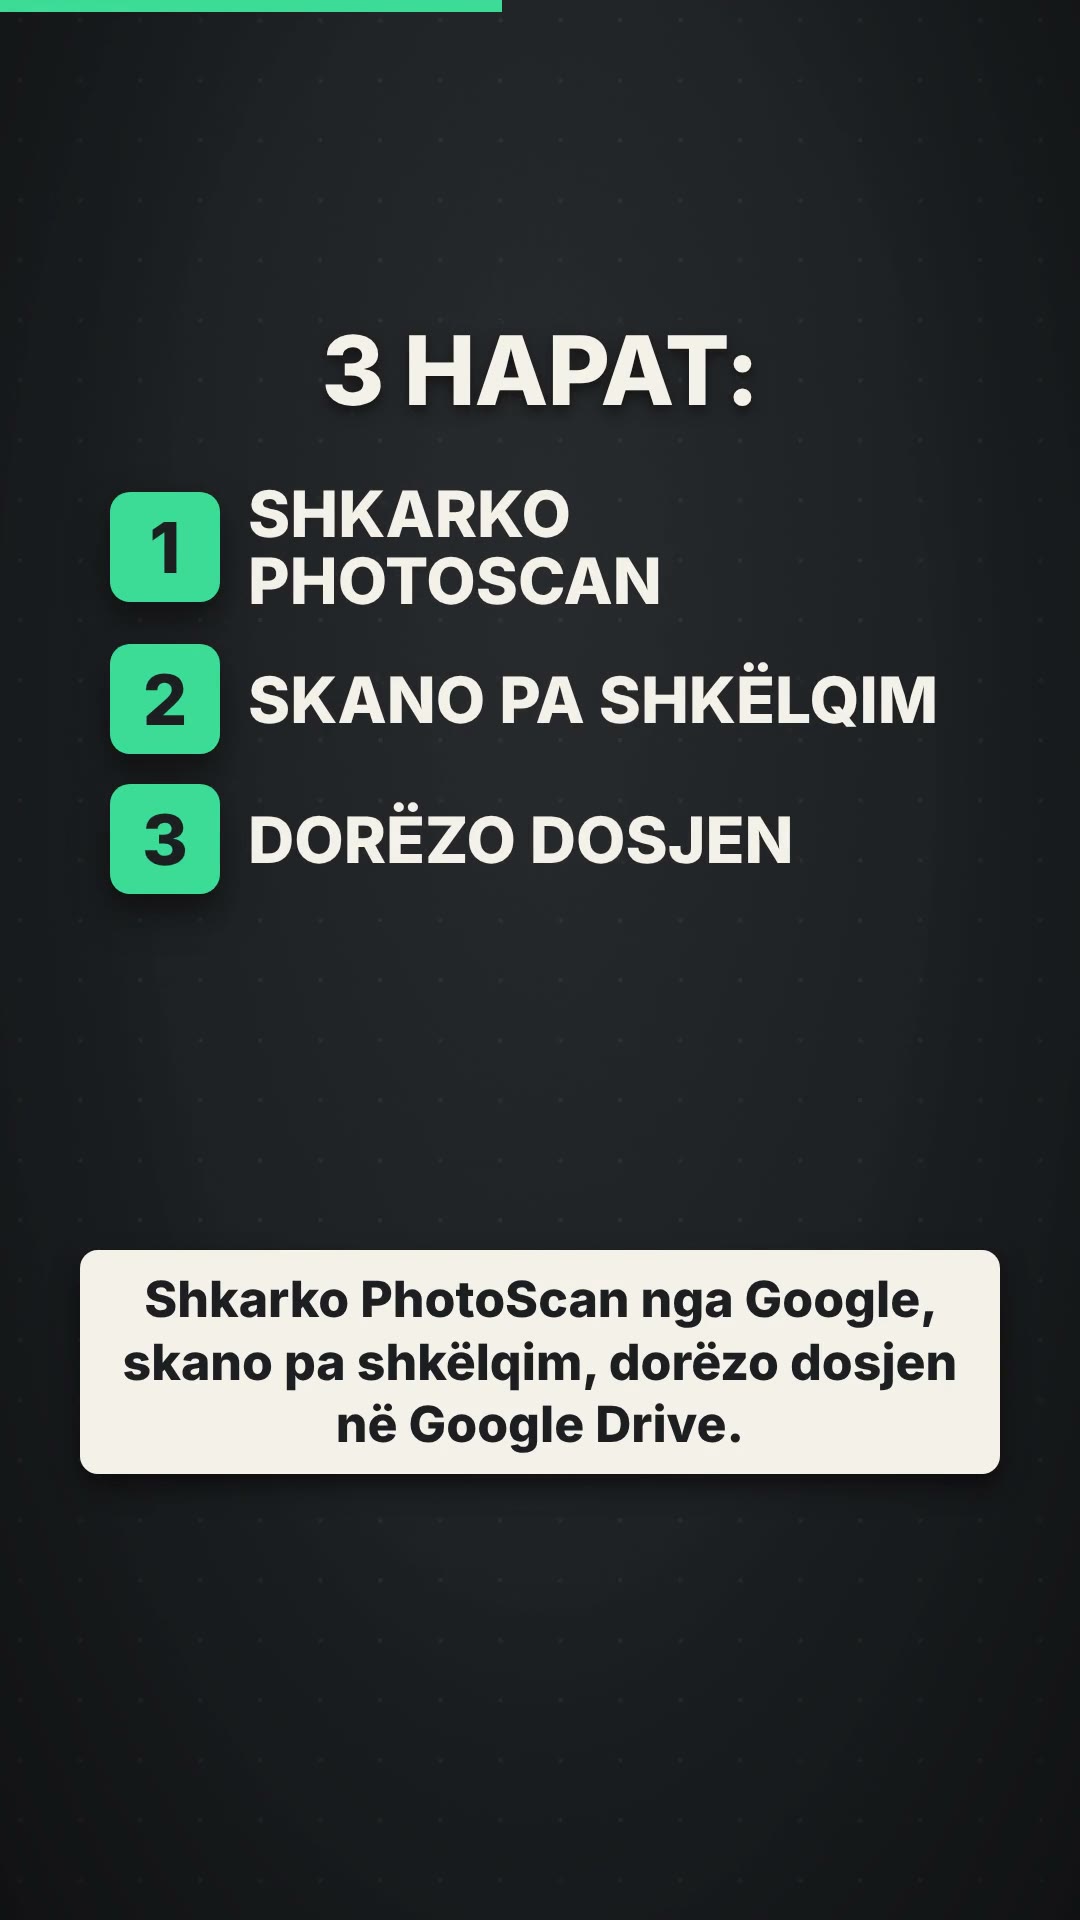 3 HAPAT:
1 SHKARKO
PHOTOSCAN
2 SKANO PA SHKËLQIM
3 DORËZO DOSJEN
Shkarko PhotoScan nga Google,
skano pa shkëlqim, dorëzo dosjen
në Google Drive.